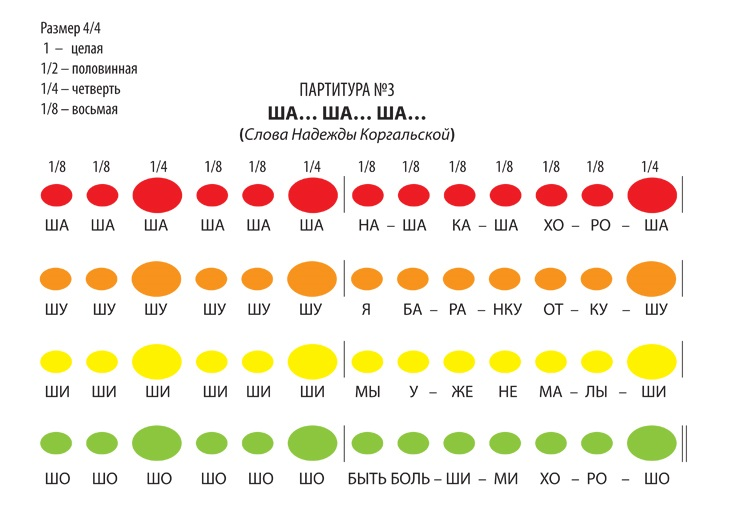 Размер 4/4
1 – целая
1/2 – половинная
1/4 – четверть
1/8 – восьмая
ПАРТИТУРА №3
ША... ША... ША...
(Слова Надежды Коргальской)
1/8 1/8 1/4 1/8 1/8 1/4 1/8 1/8 1/8 1/8 1/8 1/8 1/4
ША ША ША ША ША ША НА – ША КА – ША ХО – РО – ША
ШУ ШУ ШУ ШУ ШУ ШУ Я БА – РА – НКУ ОТ – КУ – ШУ
ШИ ШИ ШИ ШИ ШИ ШИ МЫ У – ЖЕ НЕ МА – ЛЫ – ШИ
ШО ШО ШО ШО ШО ШО БЫТЬ БОЛЬ – ШИ – МИ ХО – РО – ШО